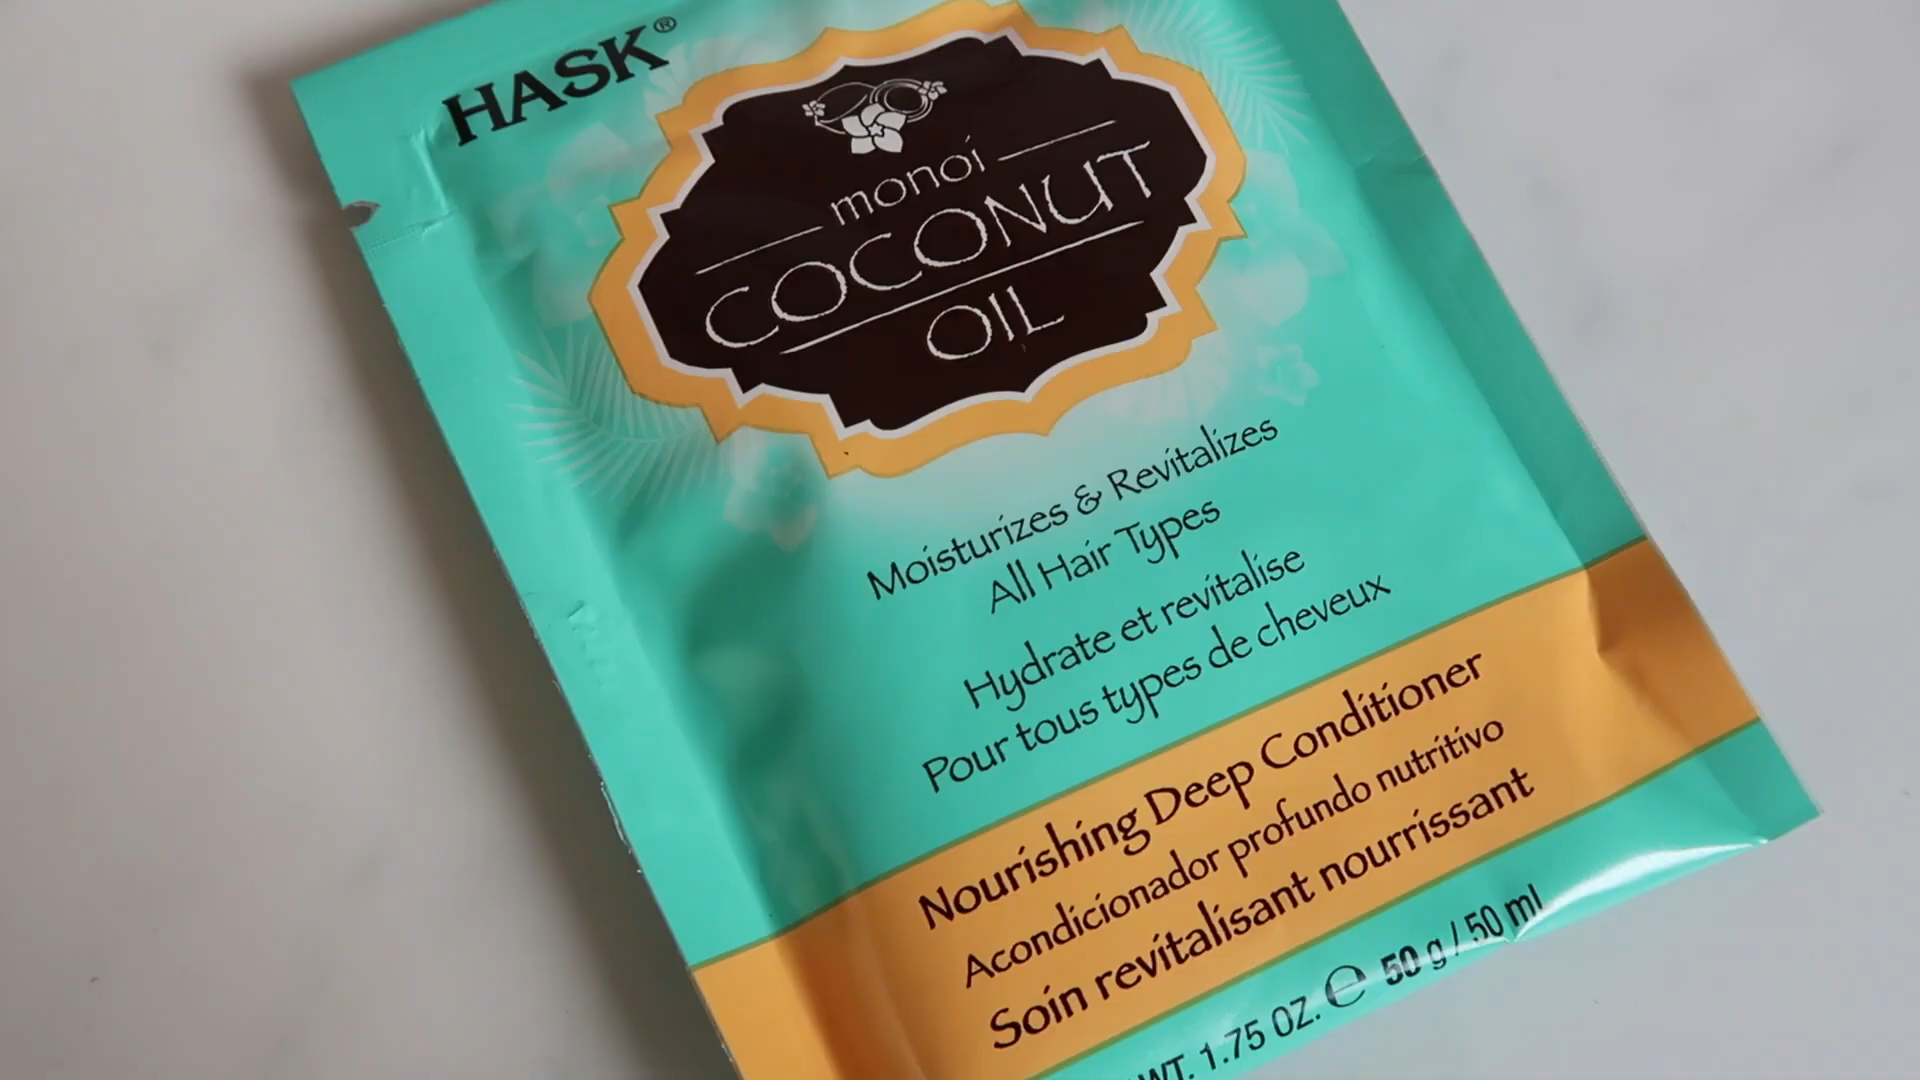 HASK®
monoi
COCONUT
OIL
Moisturizes & Revitalizes
All Hair Types
Hydrate et revitalise
Pour tous types de cheveux
Nourishing Deep Conditioner
Acondicionador profundo nutritivo
Soin revitalisant nourrissant
WT. 1.75 OZ. ℮ 50 g / 50 ml